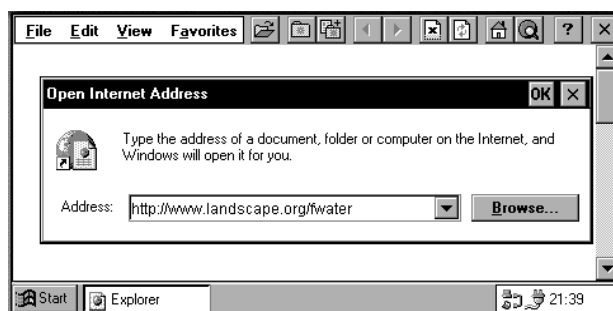 File Edit View Favorites ?
Open Internet Address OK
Type the address of a document, folder or computer on the Internet, and
Windows will open it for you.
Address: http://www.landscape.org/fwater Browse...
Start Explorer 21:39